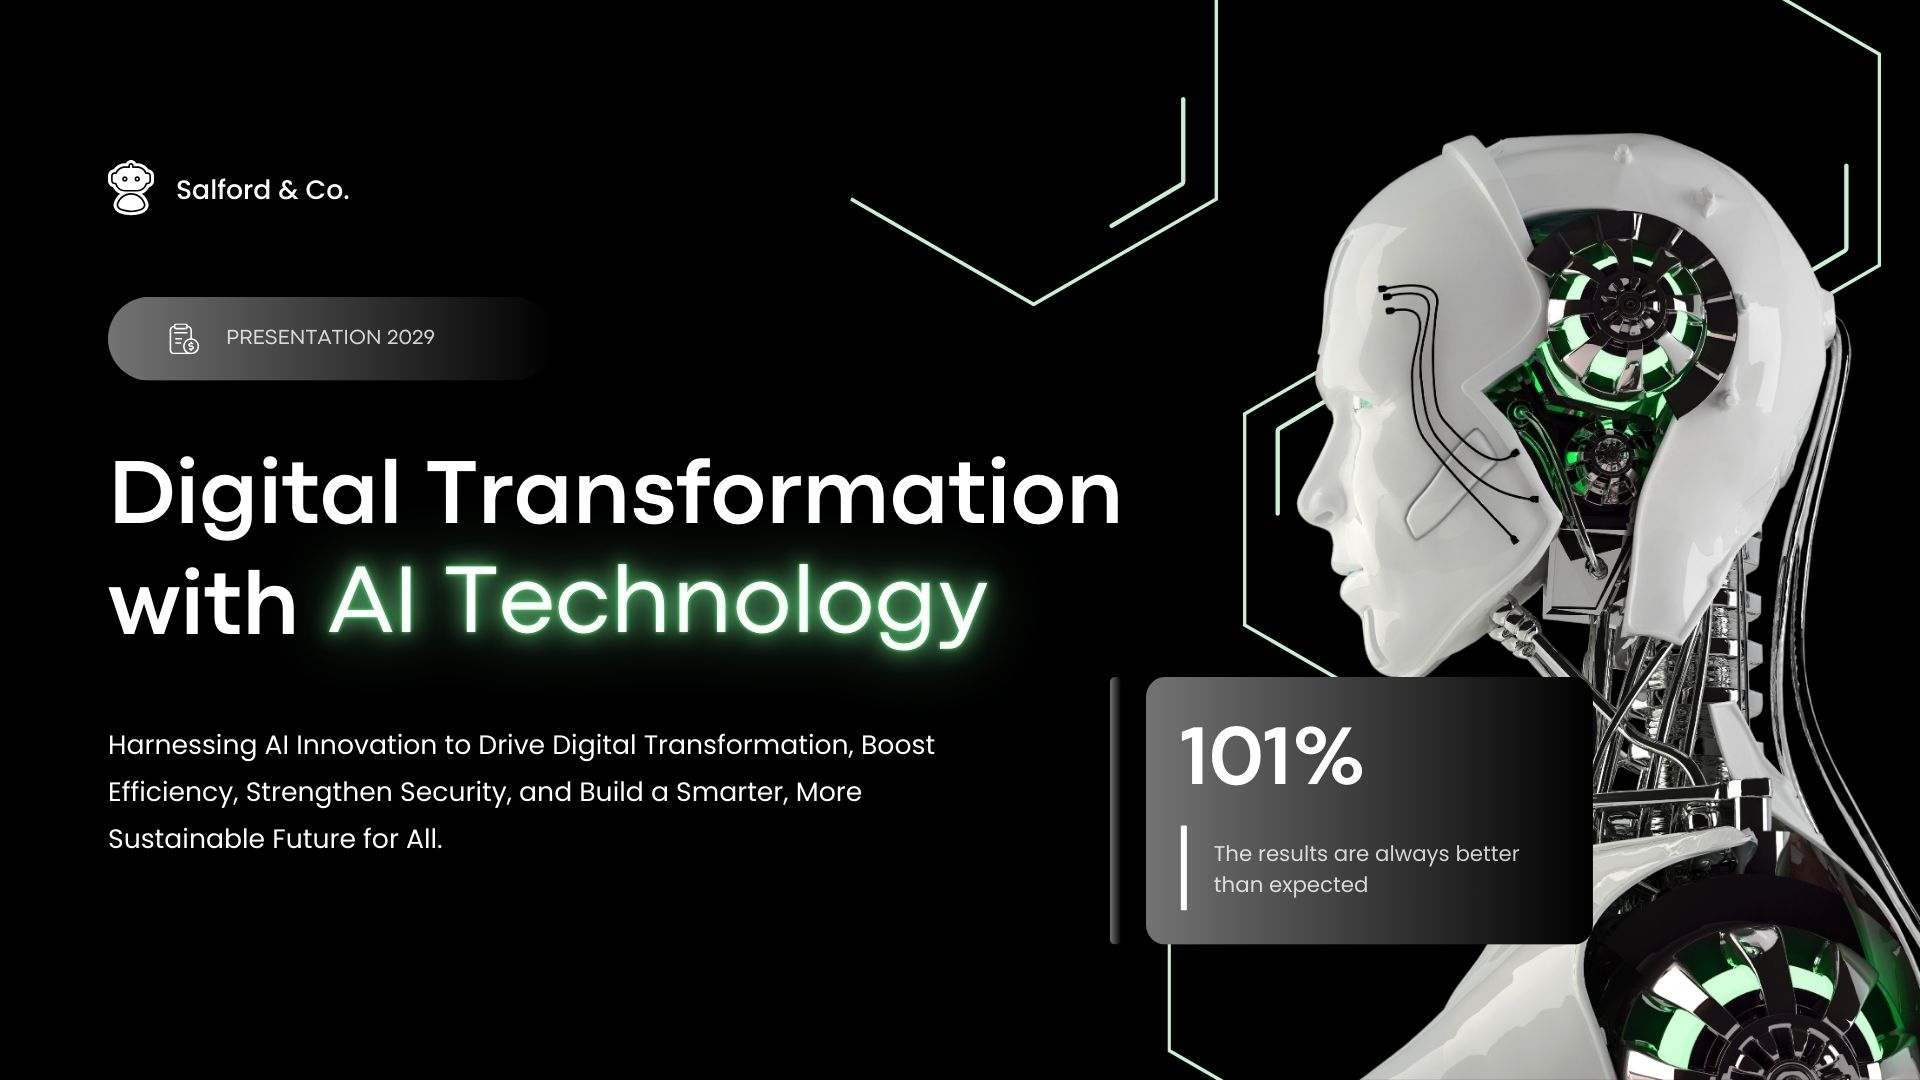 Salford & Co.
PRESENTATION 2029
Digital Transformation
with AI Technology
Harnessing AI Innovation to Drive Digital Transformation, Boost
Efficiency, Strengthen Security, and Build a Smarter, More
Sustainable Future for All.
101%
The results are always better
than expected